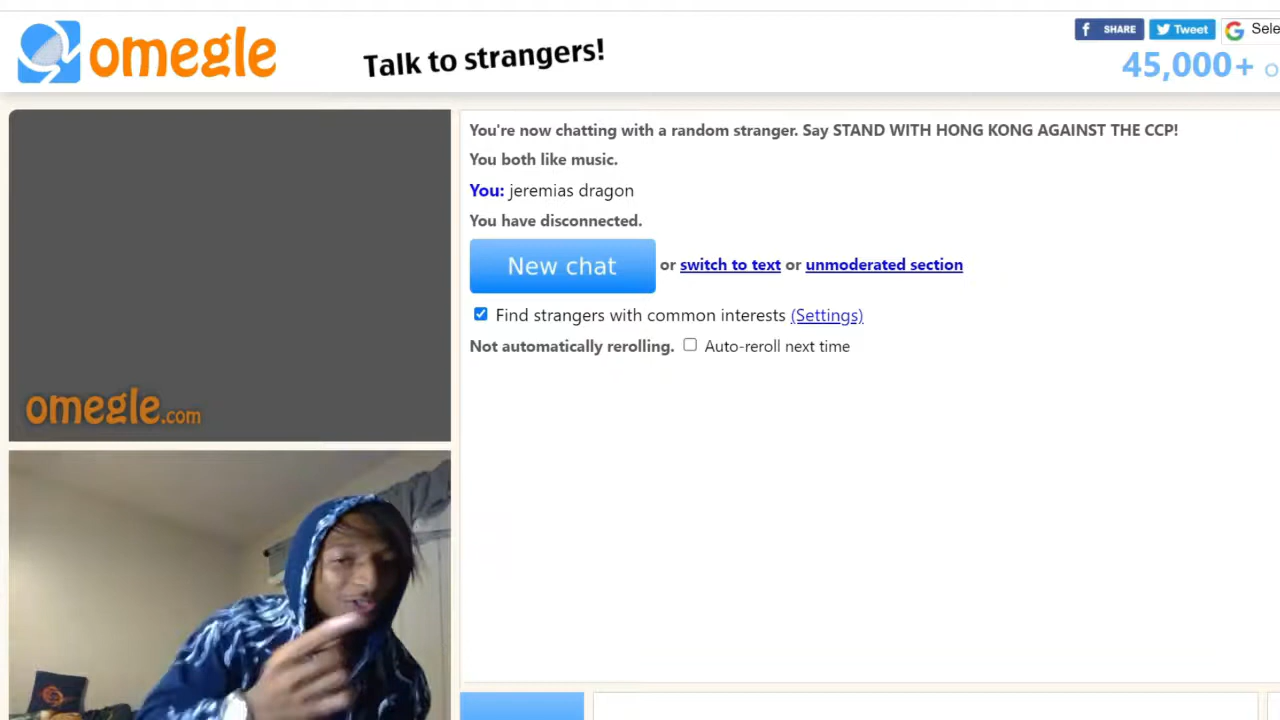 omegle
Talk to strangers!
SHARE
Tweet
Sele
45,000+ o
You're now chatting with a random stranger. Say STAND WITH HONG KONG AGAINST THE CCP!
You both like music.
You: jeremias dragon
You have disconnected.
New chat or switch to text or unmoderated section
Find strangers with common interests (Settings)
Not automatically rerolling. Auto-reroll next time
omegle.com